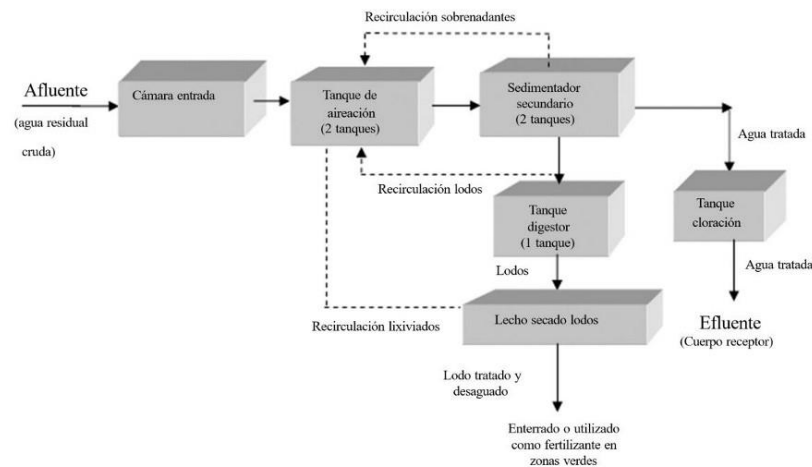 Recirculación sobrenadantes
Afluente
(agua residual
cruda)
Cámara entrada
Tanque de
aireación
(2 tanques)
Sedimentador
secundario
(2 tanques)
Agua tratada
Recirculación lodos
Tanque
digestor
(1 tanque)
Tanque
cloración
Lodos
Agua tratada
Recirculación lixiviados
Lecho secado lodos
Efluente
(Cuerpo receptor)
Lodo tratado y
desaguado
Enterrado o utilizado
como fertilizante en
zonas verdes